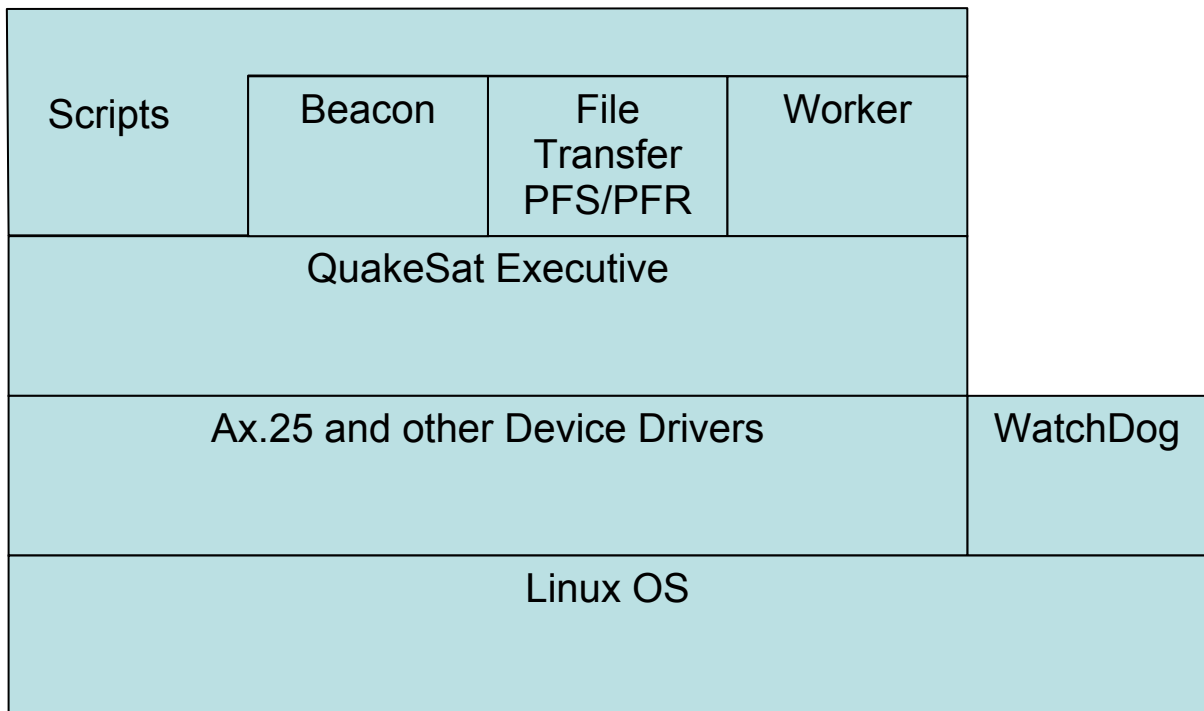 Scripts
Beacon
File
Transfer
PFS/PFR
Worker
QuakeSat Executive
Ax.25 and other Device Drivers
WatchDog
Linux OS